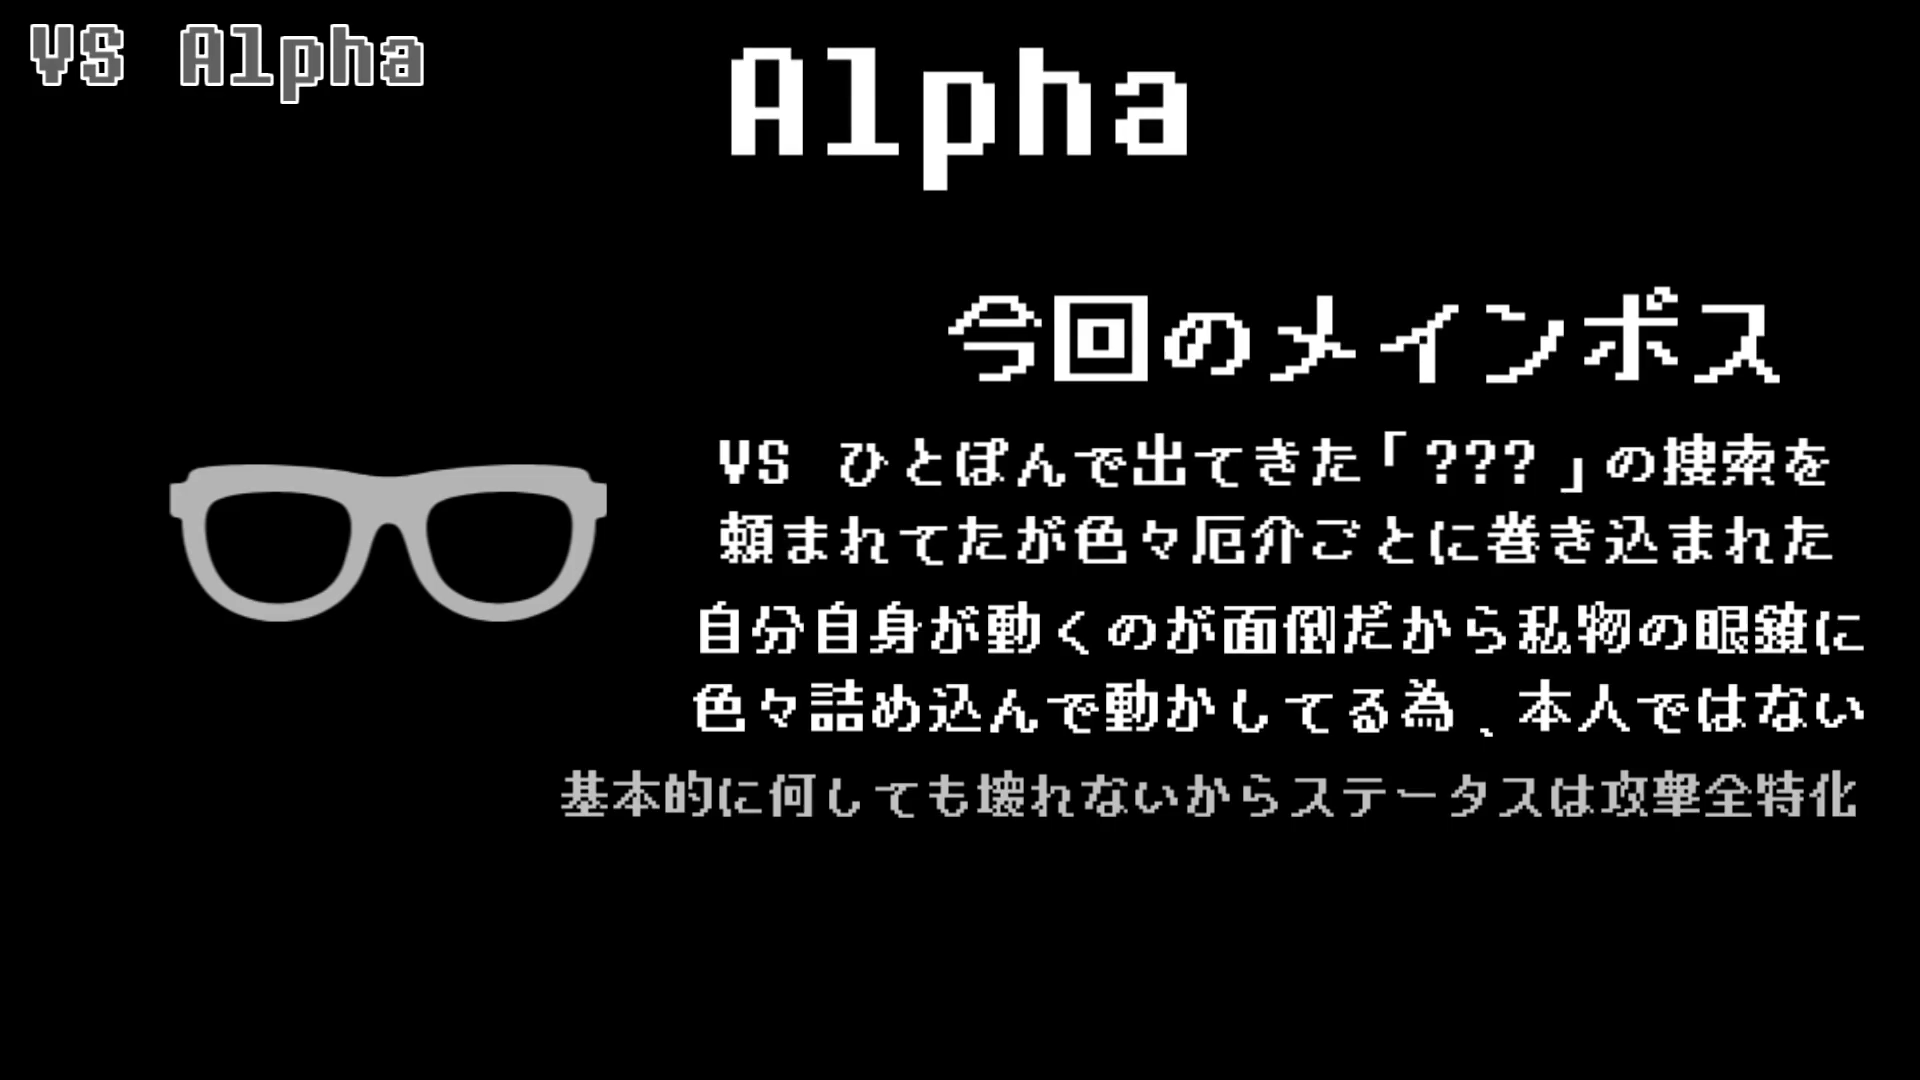 VS Alpha
Alpha
今回のメインボス
VS ひとぽんで出てきた「???」の捜索を
頼まれてたが色々厄介ごとに巻き込まれた
自分自身が動くのが面倒だから私物の眼鏡に
色々詰め込んで動かしてる為、本人ではない
基本的に何しても壊れないからステータスは攻撃全特化